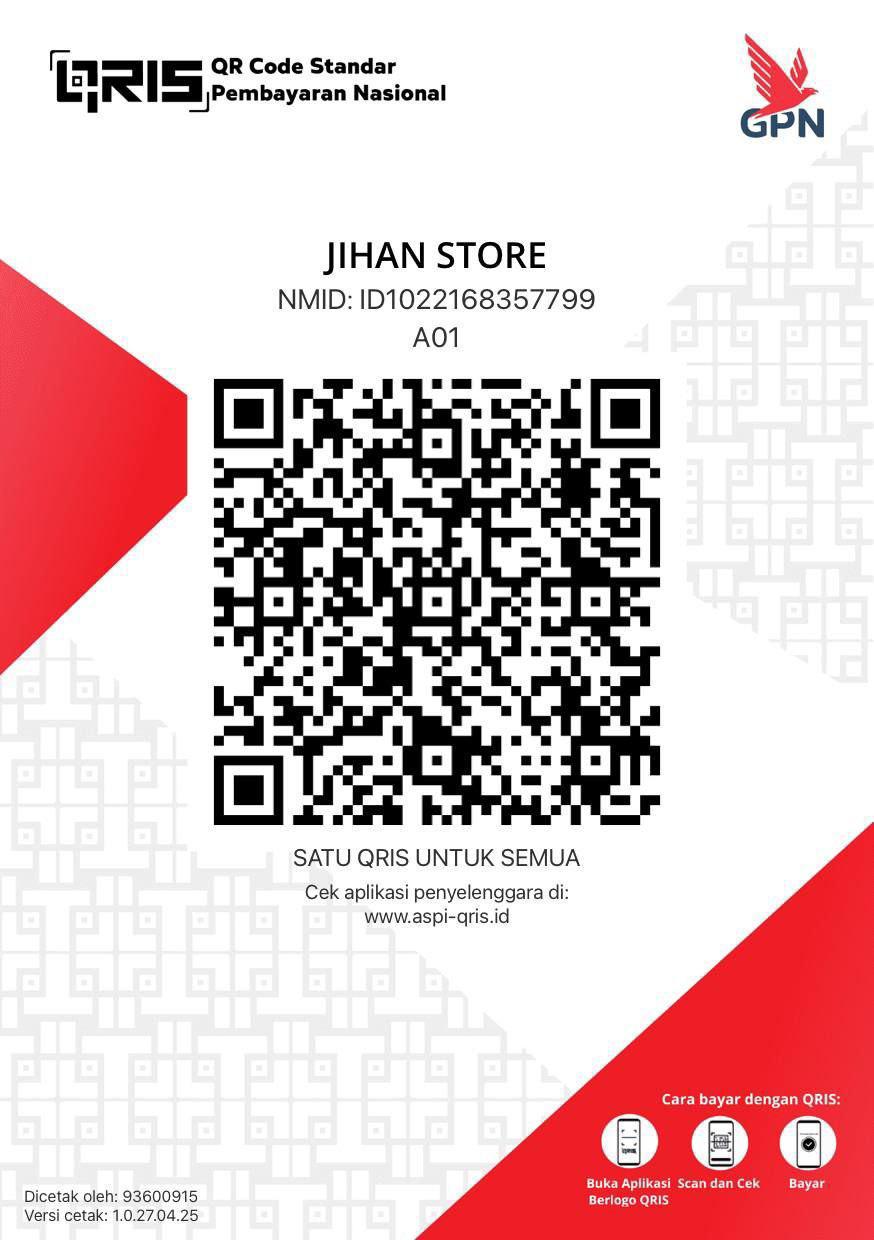 QRIS QR Code Standar
Pembayaran Nasional
GPN
JIHAN STORE
NMID: ID1022168357799
A01
SATU QRIS UNTUK SEMUA
Cek aplikasi penyelenggara di:
www.aspi-qris.id
Cara bayar dengan QRIS:
Buka Aplikasi
Berlogo QRIS
Scan dan Cek
Bayar
Dicetak oleh: 93600915
Versi cetak: 1.0.27.04.25